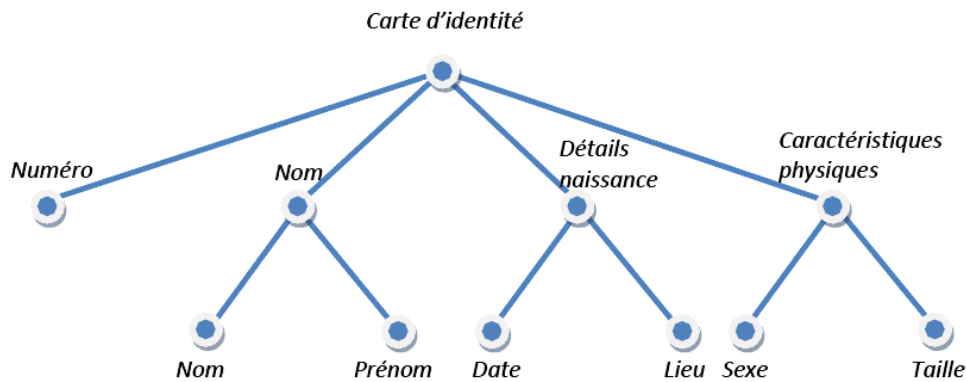 Carte d'identité
Numéro
Nom
Détails
naissance
Caractéristiques
physiques
Nom
Prénom
Date
Lieu
Sexe
Taille